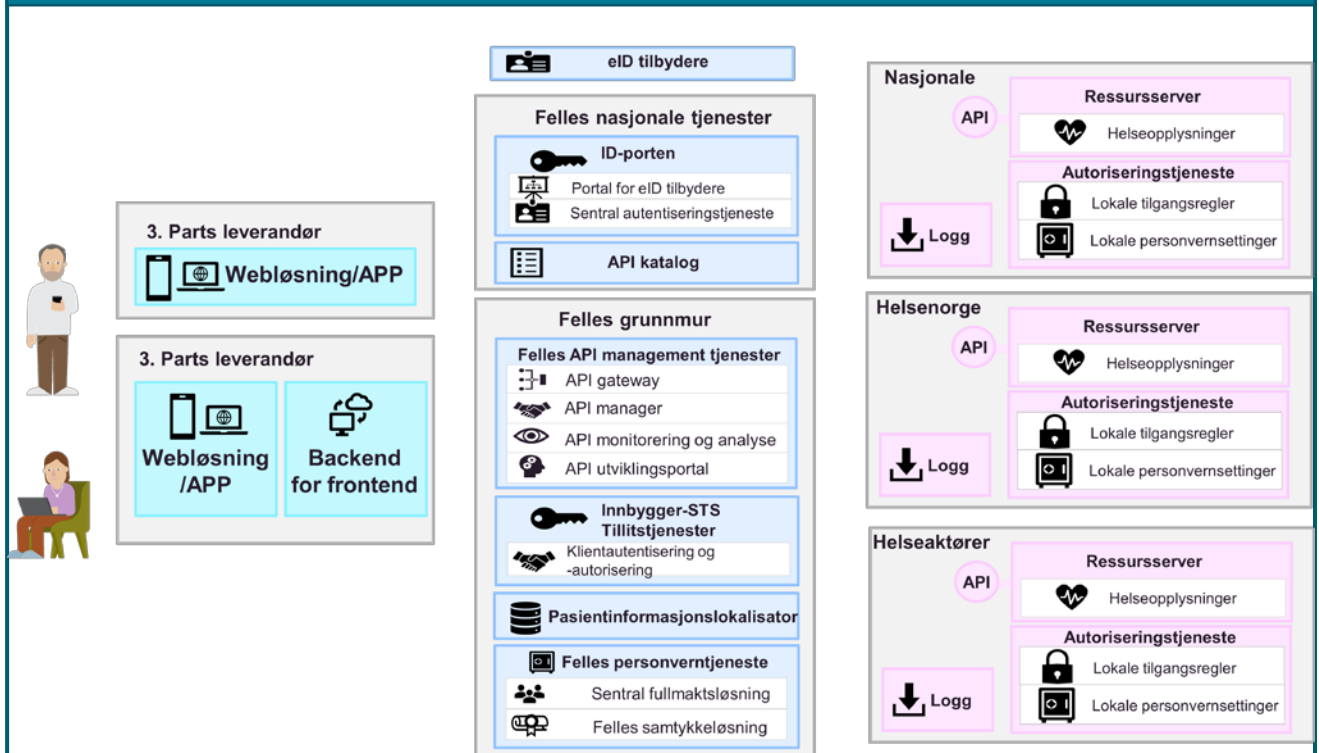 3. Parts leverandør
Webløsning/APP
3. Parts leverandør
Webløsning
/APP
Backend
for frontend
eID tilbydere
Felles nasjonale tjenester
ID-porten
Portal for eID tilbydere
Sentral autentiseringstjeneste
API katalog
Felles grunnmur
Felles API management tjenester
API gateway
API manager
API monitorering og analyse
API utviklingsportal
Innbygger-STS
Tillitstjenester
Klientautentisering og
-autorisering
Pasientinformasjonslokalisator
Felles personverntjeneste
Sentral fullmaktsløsning
Felles samtykkeløsning
Nasjonale
API
Ressursserver
Helseopplysninger
Autoriseringstjeneste
Lokale tilgangsregler
Lokale personvernsettinger
Logg
Helsenorge
API
Ressursserver
Helseopplysninger
Autoriseringstjeneste
Lokale tilgangsregler
Lokale personvernsettinger
Logg
Helseaktører
API
Ressursserver
Helseopplysninger
Autoriseringstjeneste
Lokale tilgangsregler
Lokale personvernsettinger
Logg